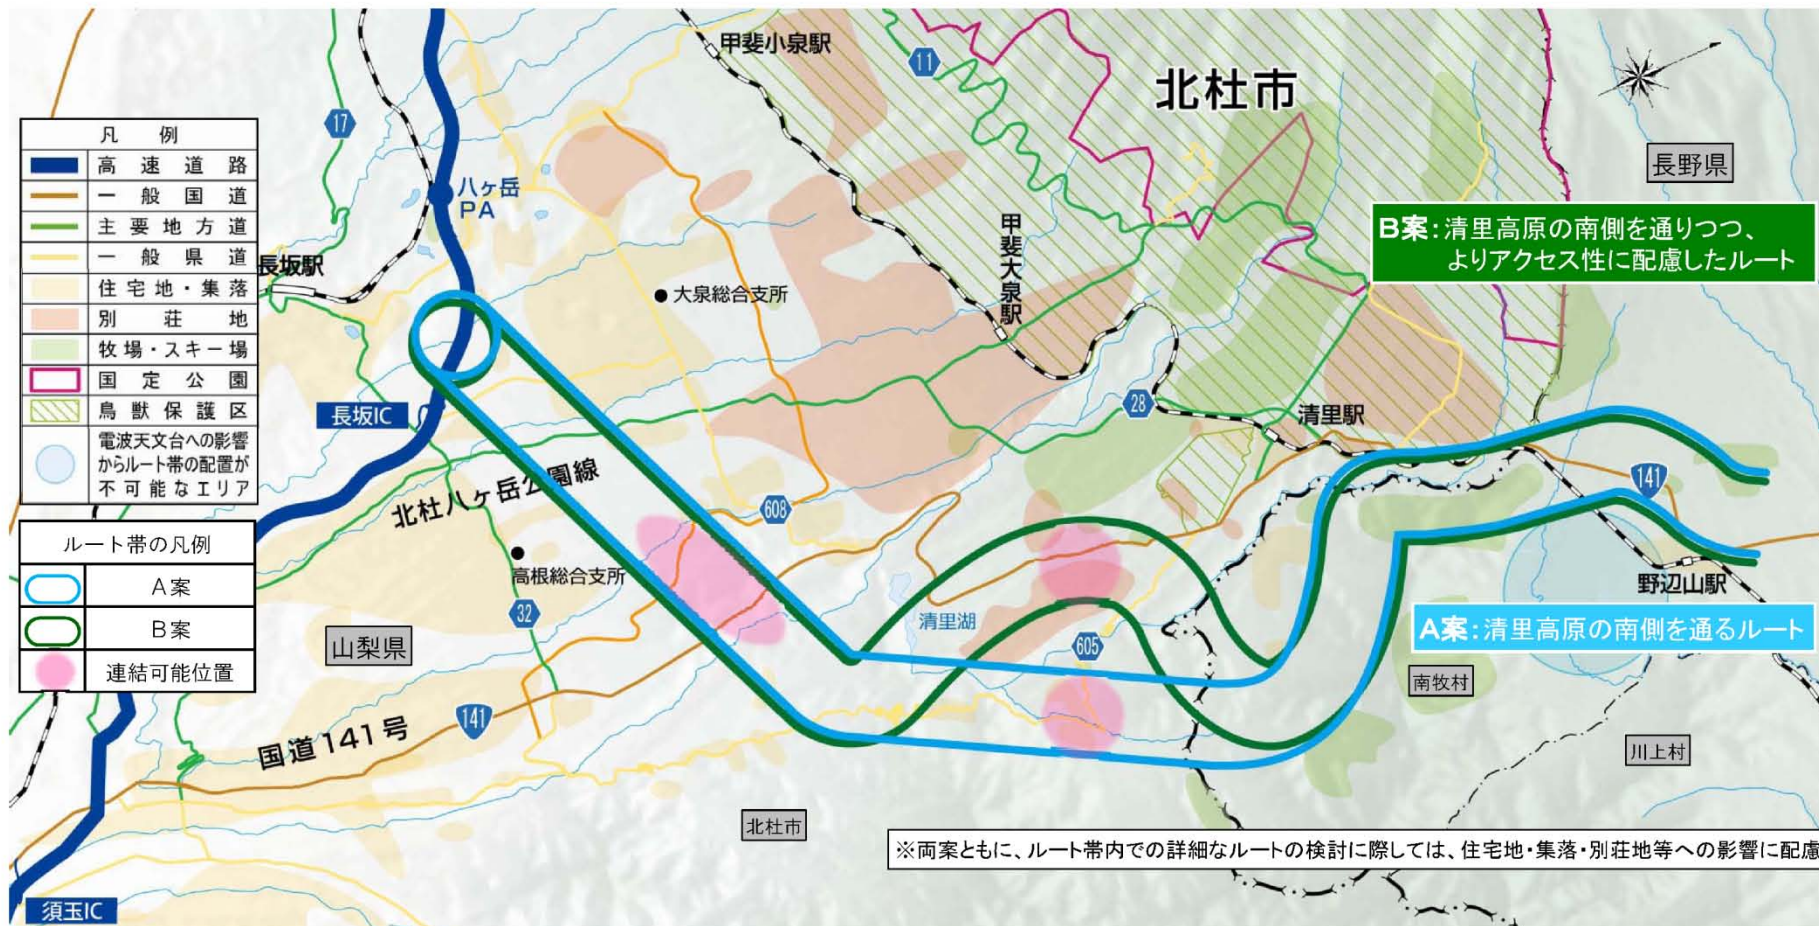 甲斐小泉駅
11
北杜市
17
長野県
凡例
高速道路
一般国道
主要地方道
一般県道
住宅地・集落
別荘地
牧場・スキー場
国定公園
鳥獣保護区
電波天文台への影響
からルート帯の配置が
不可能なエリア
八ヶ岳
PA
長坂駅
大泉総合支所
甲斐大泉駅
B案:清里高原の南側を通りつつ、
よりアクセス性に配慮したルート
長坂IC
28
清里駅
北杜八ヶ岳公園線
141
608
ルート帯の凡例
A案
B案
連結可能位置
高根総合支所
32
野辺山駅
清里湖
A案:清里高原の南側を通るルート
山梨県
605
南牧村
141
国道141号
川上村
北杜市
※両案ともに、ルート帯内での詳細なルートの検討に際しては、住宅地・集落・別荘地等への影響に配慮
須玉IC